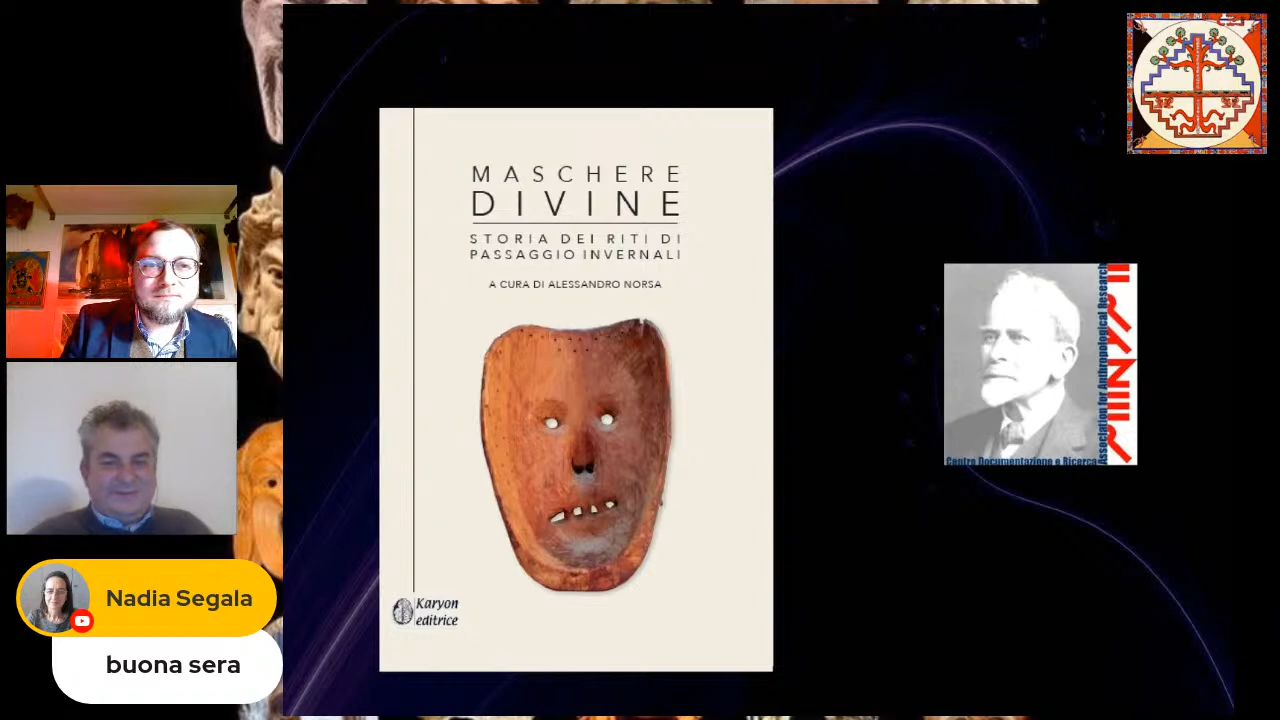 MASCHERE
DIVINE
STORIA DEI RITI DI
PASSAGGIO INVERNALI
A CURA DI ALESSANDRO NORSA
Karyon
editrice
Association for Anthropological Research
Centro Documentazione e Ricerca
Nadia Segala
buona sera